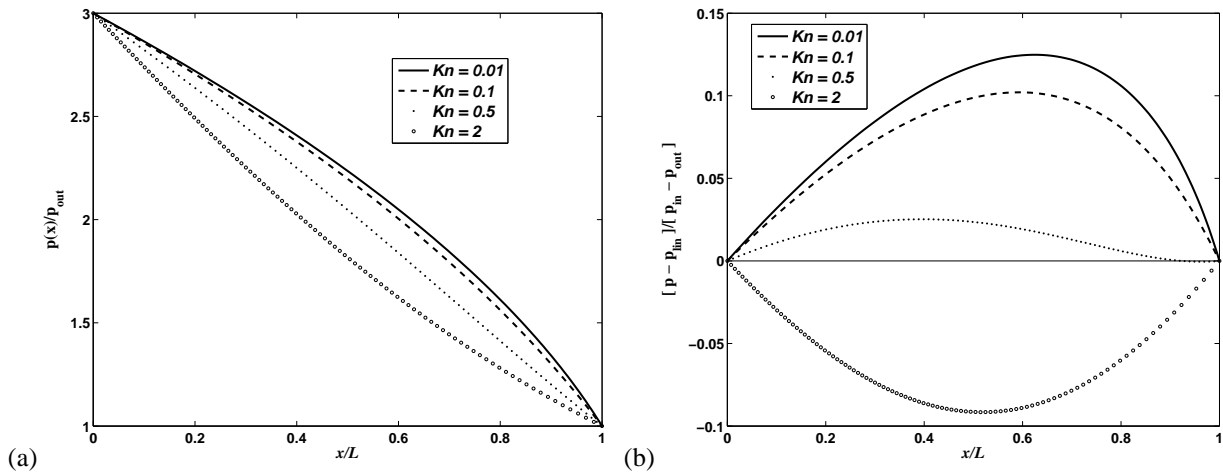 3
2.5
2
1.5
1
0
0.2
0.4
0.6
0.8
1
p(x)/p_out
x/L
Kn = 0.01
Kn = 0.1
Kn = 0.5
Kn = 2
(a)
0.15
0.1
0.05
0
−0.05
−0.1
0
0.2
0.4
0.6
0.8
1
[ p − p_lin ]/[ p_in − p_out ]
x/L
Kn = 0.01
Kn = 0.1
Kn = 0.5
Kn = 2
(b)